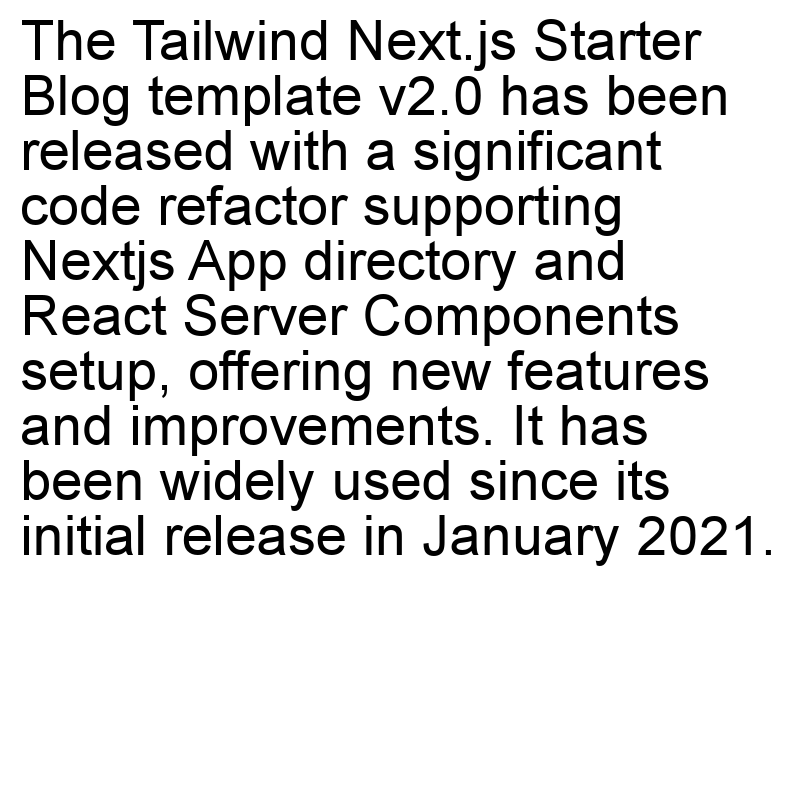 The Tailwind Next.js Starter
Blog template v2.0 has been
released with a significant
code refactor supporting
Nextjs App directory and
React Server Components
setup, offering new features
and improvements. It has
been widely used since its
initial release in January 2021.